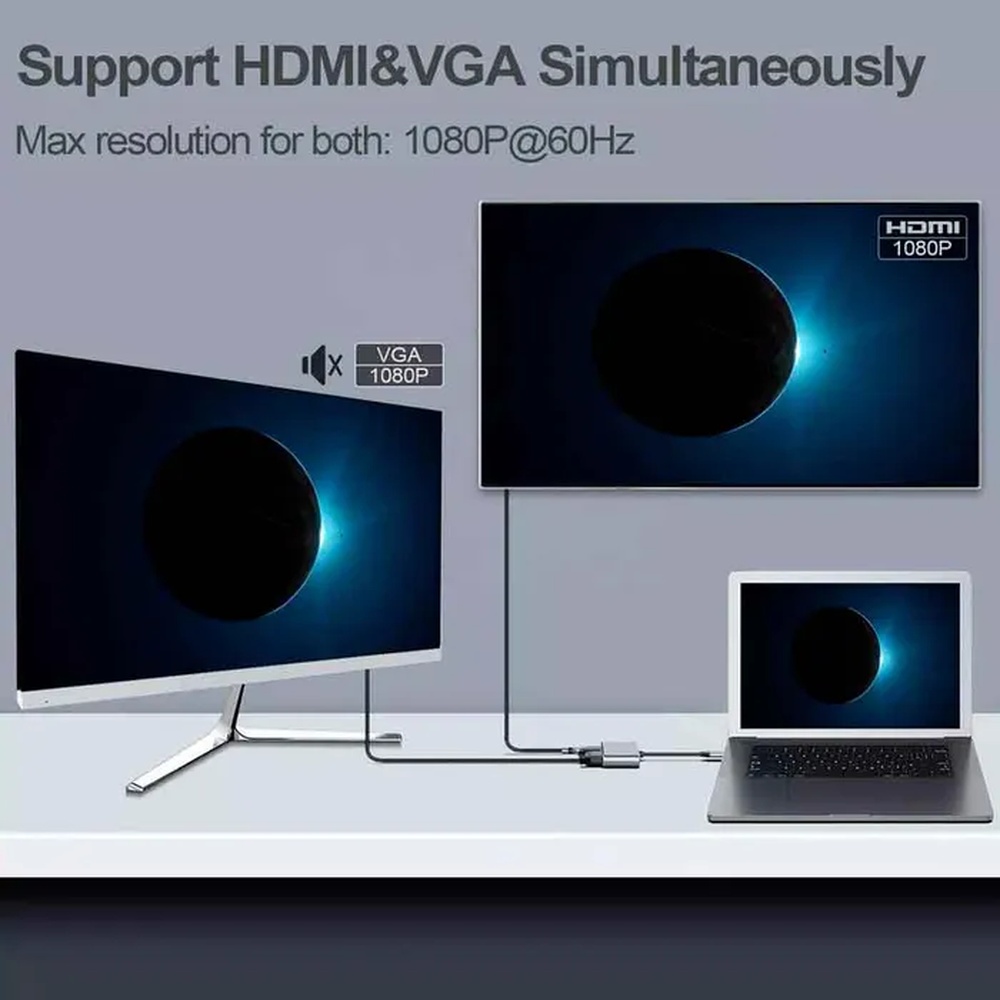 Support HDMI&VGA Simultaneously
Max resolution for both: 1080P@60Hz
HDMI
1080P
VGA
1080P